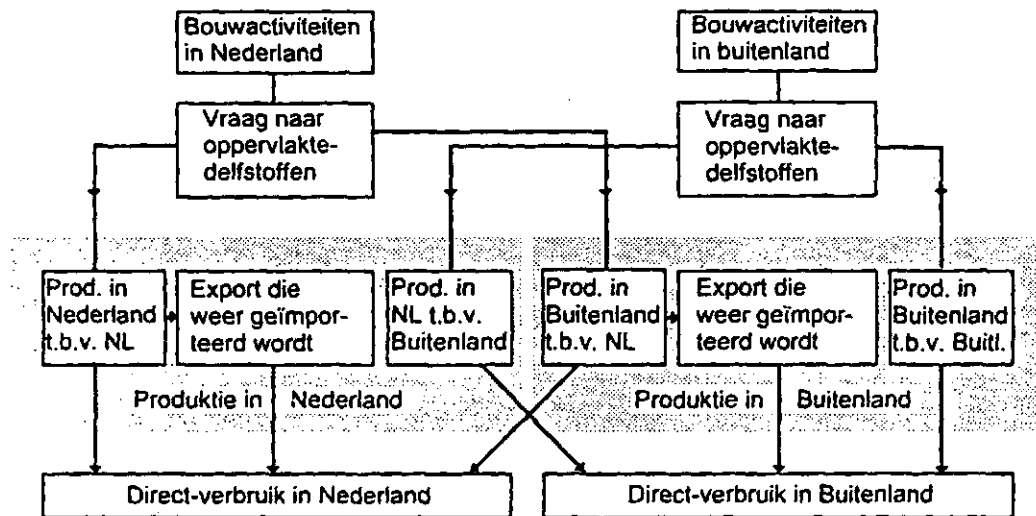 Bouwactiviteiten
in Nederland
Bouwactiviteiten
in buitenland
Vraag naar
oppervlakte-
delfstoffen
Vraag naar
oppervlakte-
delfstoffen
Prod. in
Nederland
t.b.v. NL
Export die
weer geïmpor-
teerd wordt
Prod. in
NL t.b.v.
Buitenland
Prod. in
Buitenland
t.b.v. NL
Export die
weer geïmpor-
teerd wordt
Prod. in
Buitenland
t.b.v. Buitl.
Produktie in Nederland
Produktie in Buitenland
Direct-verbruik in Nederland
Direct-verbruik in Buitenland